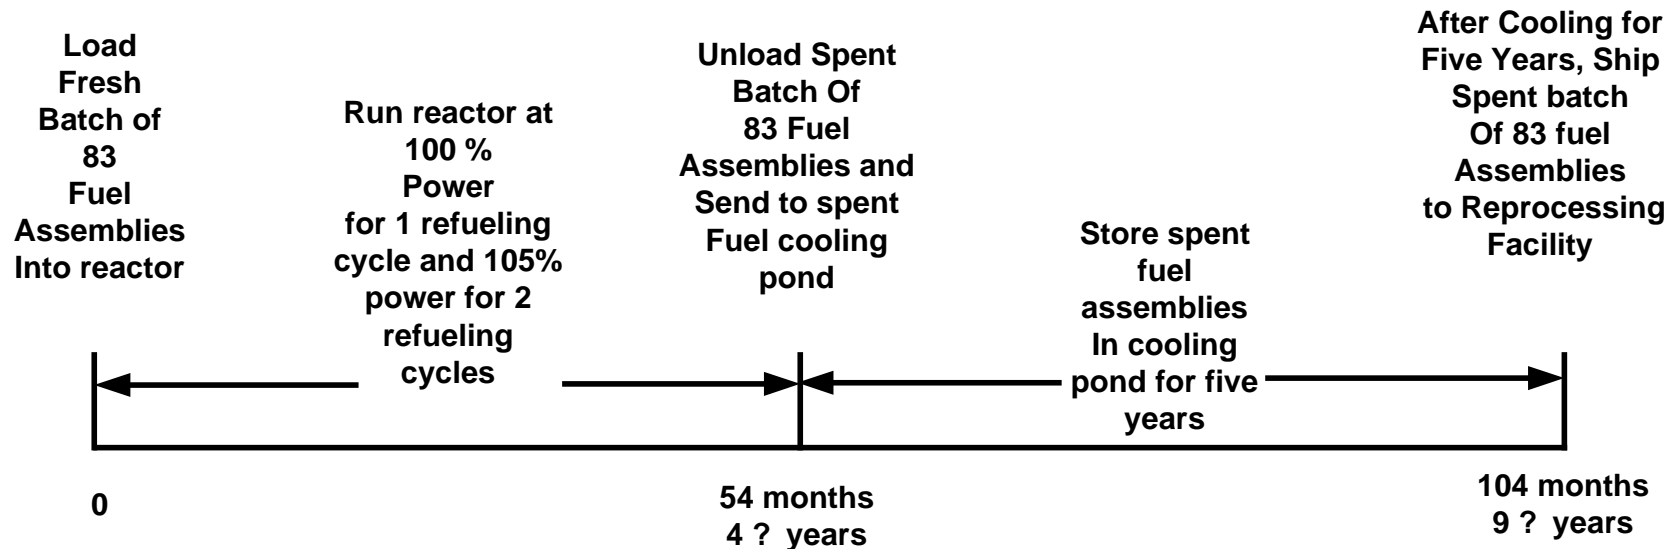 Load
Fresh
Batch of
83
Fuel
Assemblies
Into reactor
Run reactor at
100 %
Power
for 1 refueling
cycle and 105%
power for 2
refueling
cycles
Unload Spent
Batch Of
83 Fuel
Assemblies and
Send to spent
Fuel cooling
pond
Store spent
fuel
assemblies
In cooling
pond for five
years
After Cooling for
Five Years, Ship
Spent batch
Of 83 fuel
Assemblies
to Reprocessing
Facility
0
54 months
4 ? years
104 months
9 ? years